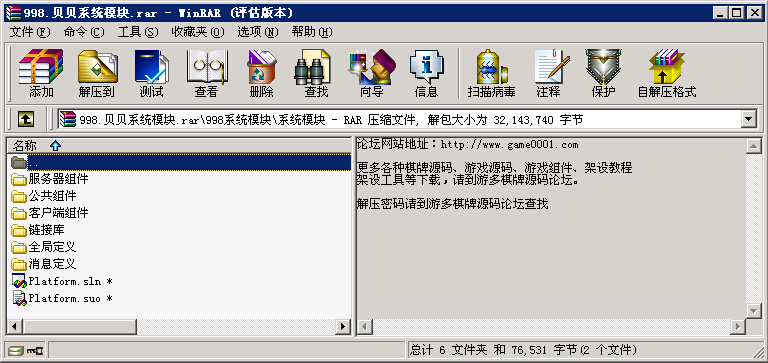 998.贝贝系统模块.rar - WinRAR (评估版本)
文件(F) 命令(C) 工具(S) 收藏夹(O) 选项(N) 帮助(H)
添加 解压到 测试 查看 删除 查找 向导 信息 扫描病毒 注释 保护 自解压格式
998.贝贝系统模块.rar\998系统模块\系统模块 - RAR 压缩文件, 解包大小为 32,143,740 字节
名称
..
服务器组件
公共组件
客户端组件
链接库
全局定义
消息定义
Platform.sln *
Platform.suo *
论坛网站地址：http://www.game0001.com
更多各种棋牌源码、游戏源码、游戏组件、架设教程
架设工具等下载，请到游多棋牌源码论坛。
解压密码请到游多棋牌源码论坛查找
总计 6 文件夹 和 76,531 字节(2 个文件)